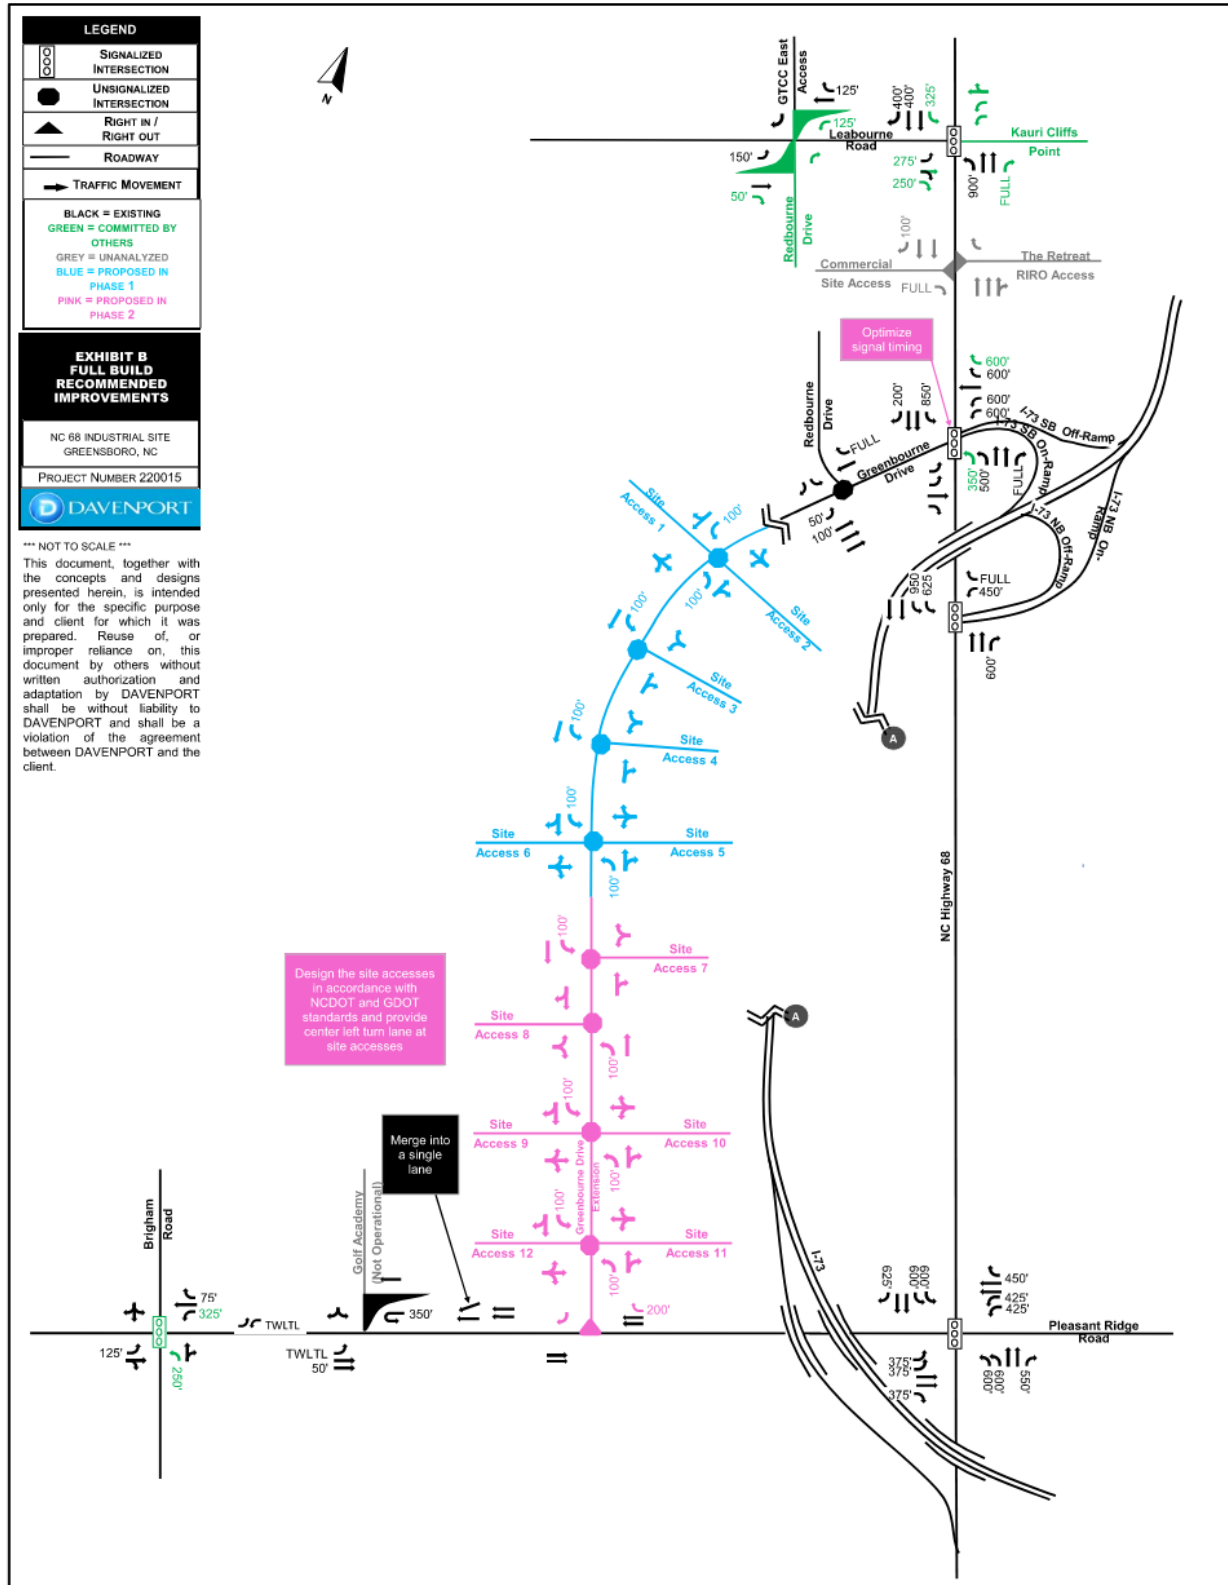 LEGEND
SIGNALIZED
INTERSECTION
UNSIGNALIZED
INTERSECTION
RIGHT IN /
RIGHT OUT
ROADWAY
TRAFFIC MOVEMENT
BLACK = EXISTING
GREEN = COMMITTED BY
OTHERS
GREY = UNANALYZED
BLUE = PROPOSED IN
PHASE 1
PINK = PROPOSED IN
PHASE 2
EXHIBIT B
FULL BUILD
RECOMMENDED
IMPROVEMENTS
NC 68 INDUSTRIAL SITE
GREENSBORO, NC
PROJECT NUMBER 220015
DAVENPORT
*** NOT TO SCALE ***
This document, together with
the concepts and designs
presented herein, is intended
only for the specific purpose
and client for which it was
prepared. Reuse of, or
improper reliance on, this
document by others without
written authorization and
adaptation by DAVENPORT
shall be without liability to
DAVENPORT and shall be a
violation of the agreement
between DAVENPORT and the
client.
N
GTCC East
Access
125'
125'
150'
50'
Redbourne
Drive
Leabourne
Road
400'
400'
325'
275'
250'
900'
FULL
Kauri Cliffs
Point
100'
Commercial
Site Access
FULL
The Retreat
RIRO Access
Optimize
signal timing
600'
600'
600'
600'
200'
850'
Redbourne
Drive
FULL
Greenbourne
Drive
50'
100'
350'
500'
FULL
I-73 SB Off-Ramp
I-73 SB On-Ramp
I-73 NB Off-Ramp
I-73 NB On-
Ramp
950
625
FULL
450'
600'
A
Site
Access 1
100'
100'
Site
Access 2
100'
Site
Access 3
100'
Site
Access 4
100'
Site
Access 6
Site
Access 5
100'
NC Highway 68
100'
Site
Access 7
Design the site accesses
in accordance with
NCDOT and GDOT
standards and provide
center left turn lane at
site accesses
Site
Access 8
100'
100'
Site
Access 9
Site
Access 10
100'
Greenbourne Drive
Extension
100'
Site
Access 12
Site
Access 11
100'
A
I-73
Merge into
a single
lane
Golf Academy
(Not Operational)
Brigham
Road
75'
325'
TWLTL
125'
250'
TWLTL
50'
350'
200'
625'
600'
600'
450'
425'
425'
Pleasant Ridge
Road
375'
375'
375'
600'
600'
550'